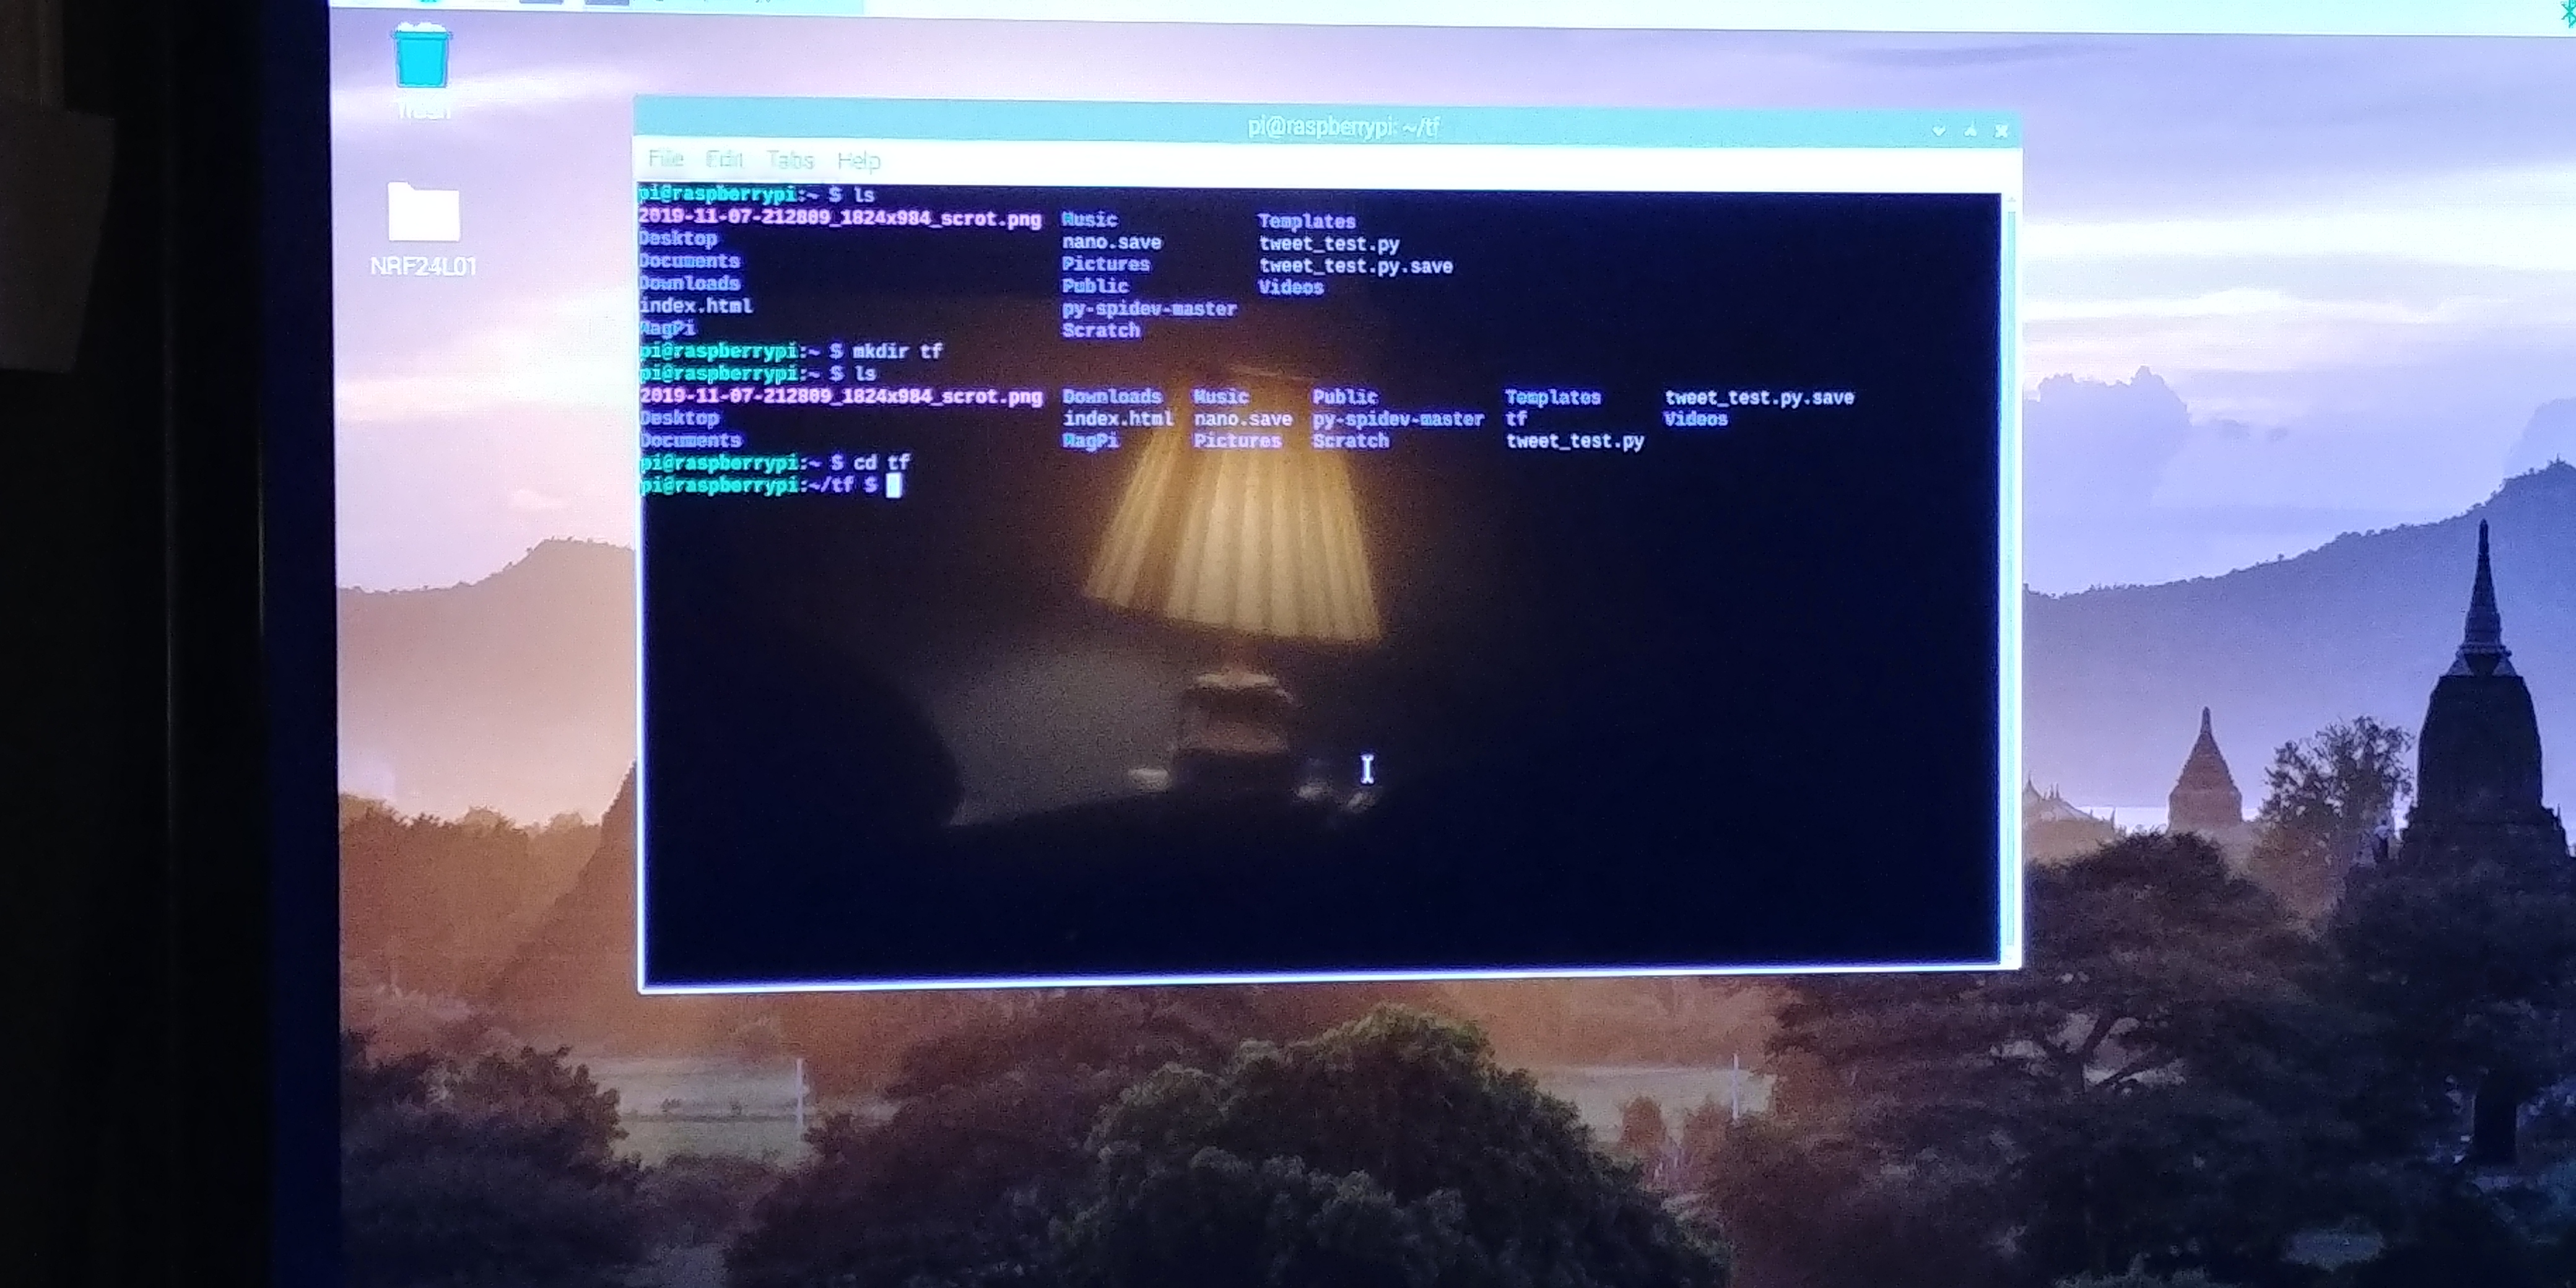 Trash
NRF24L01
pi@raspberrypi: ~/tf
File Edit Tabs Help
pi@raspberrypi:~ $ ls
2019-11-07-212809_1824x984_scrot.png Music Templates
Desktop nano.save tweet_test.py
Documents Pictures tweet_test.py.save
Downloads Public Videos
index.html py-spidev-master
MagPi Scratch
pi@raspberrypi:~ $ mkdir tf
pi@raspberrypi:~ $ ls
2019-11-07-212809_1824x984_scrot.png Downloads Music Public Templates tweet_test.py.save
Desktop index.html nano.save py-spidev-master tf Videos
Documents MagPi Pictures Scratch tweet_test.py
pi@raspberrypi:~ $ cd tf
pi@raspberrypi:~/tf $